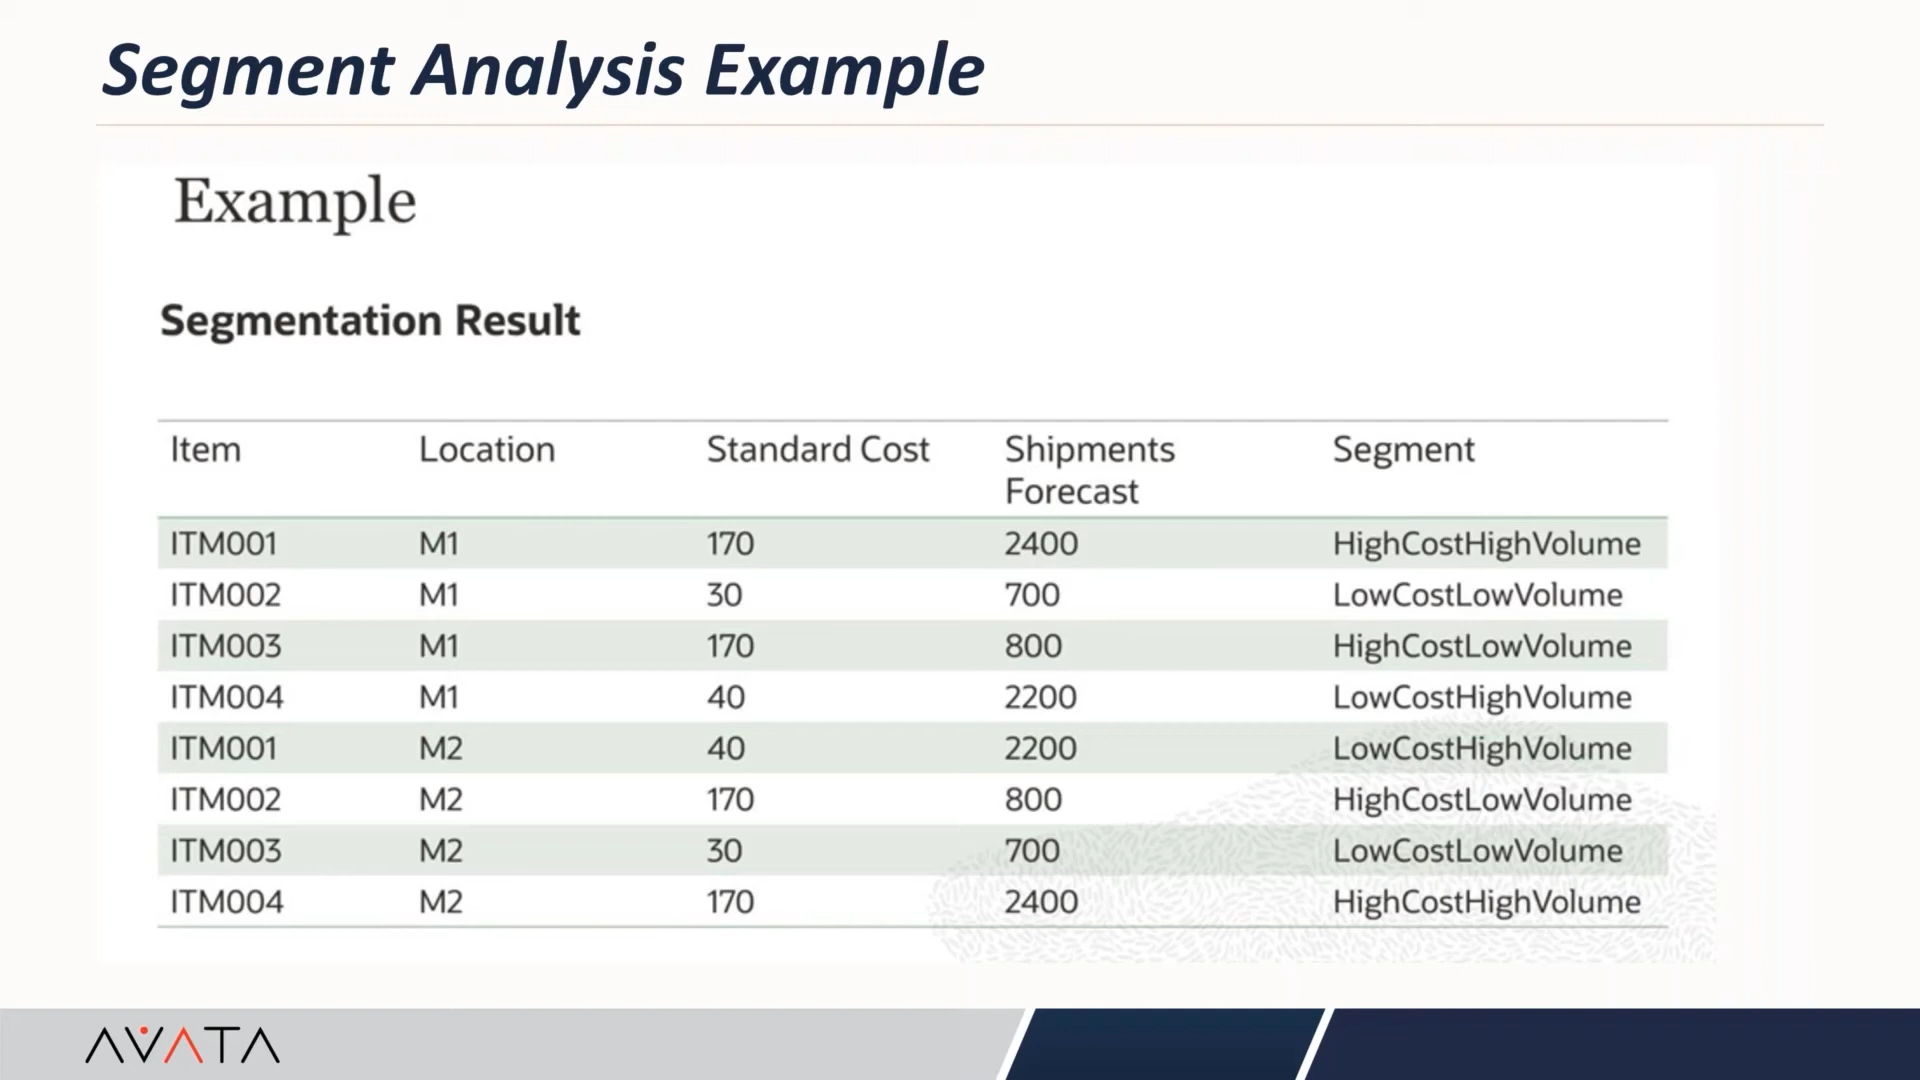 Segment Analysis Example
Example
Segmentation Result
Item Location Standard Cost Shipments Forecast Segment
ITM001 M1 170 2400 HighCostHighVolume
ITM002 M1 30 700 LowCostLowVolume
ITM003 M1 170 800 HighCostLowVolume
ITM004 M1 40 2200 LowCostHighVolume
ITM001 M2 40 2200 LowCostHighVolume
ITM002 M2 170 800 HighCostLowVolume
ITM003 M2 30 700 LowCostLowVolume
ITM004 M2 170 2400 HighCostHighVolume
AVATA